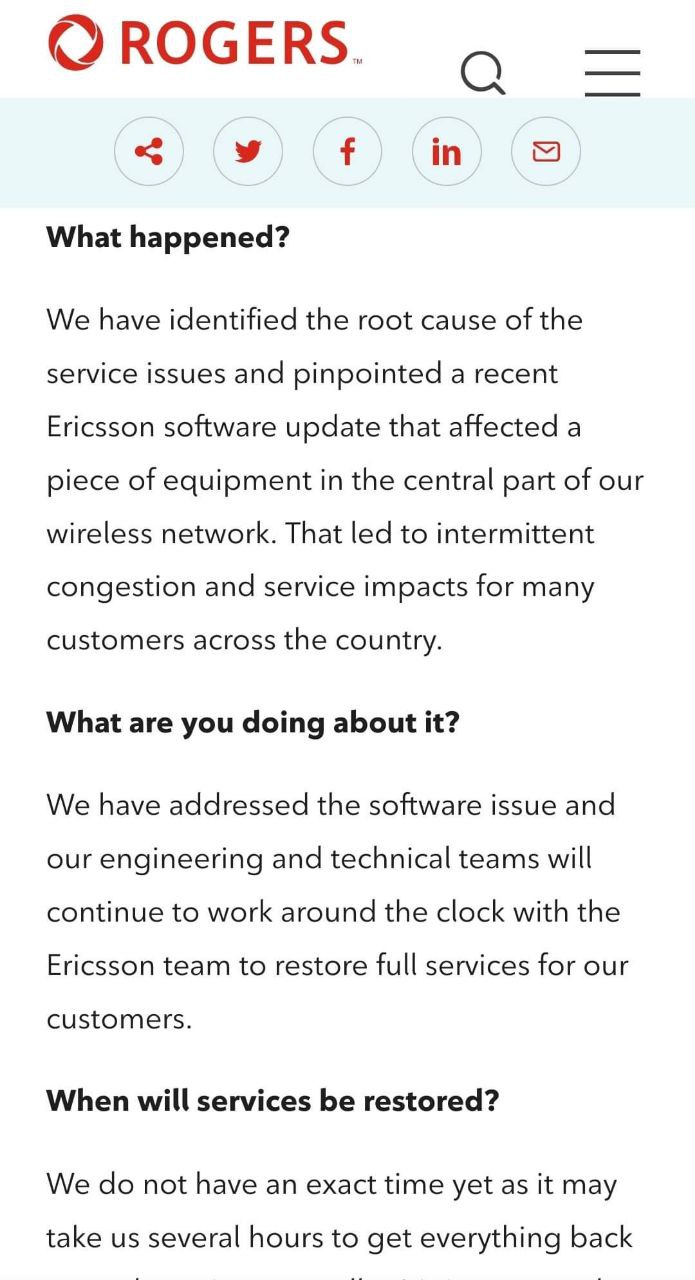 ROGERS™
in
What happened?
We have identified the root cause of the
service issues and pinpointed a recent
Ericsson software update that affected a
piece of equipment in the central part of our
wireless network. That led to intermittent
congestion and service impacts for many
customers across the country.
What are you doing about it?
We have addressed the software issue and
our engineering and technical teams will
continue to work around the clock with the
Ericsson team to restore full services for our
customers.
When will services be restored?
We do not have an exact time yet as it may
take us several hours to get everything back